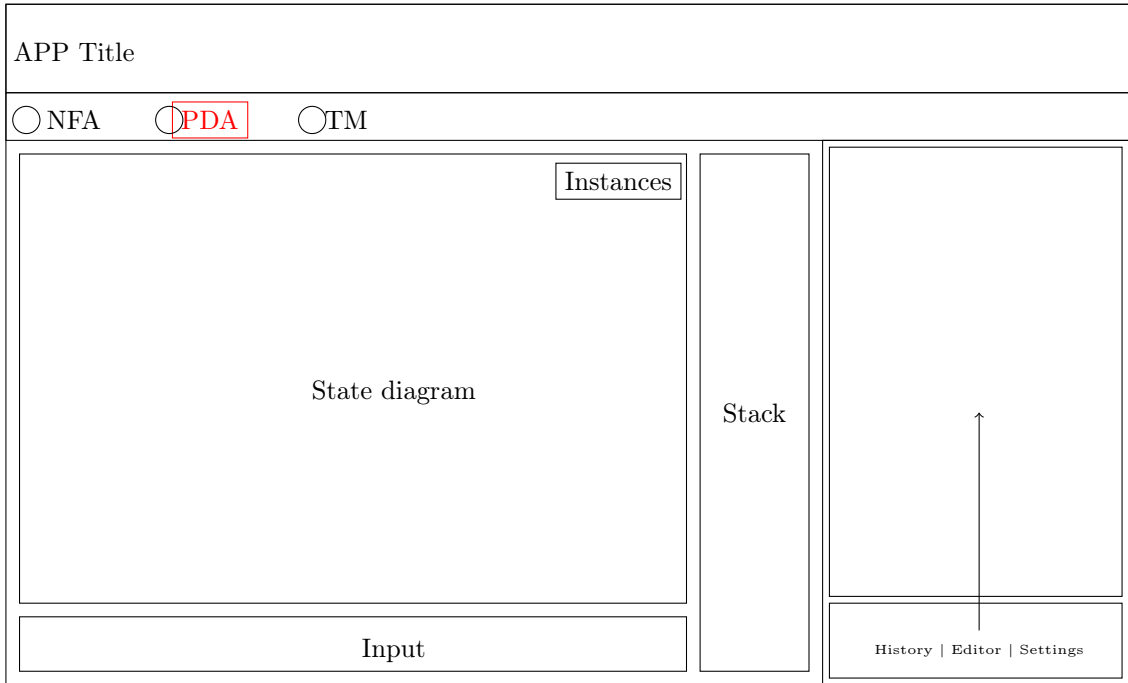 APP Title
NFA PDA TM
Instances
State diagram
Stack
Input
History | Editor | Settings